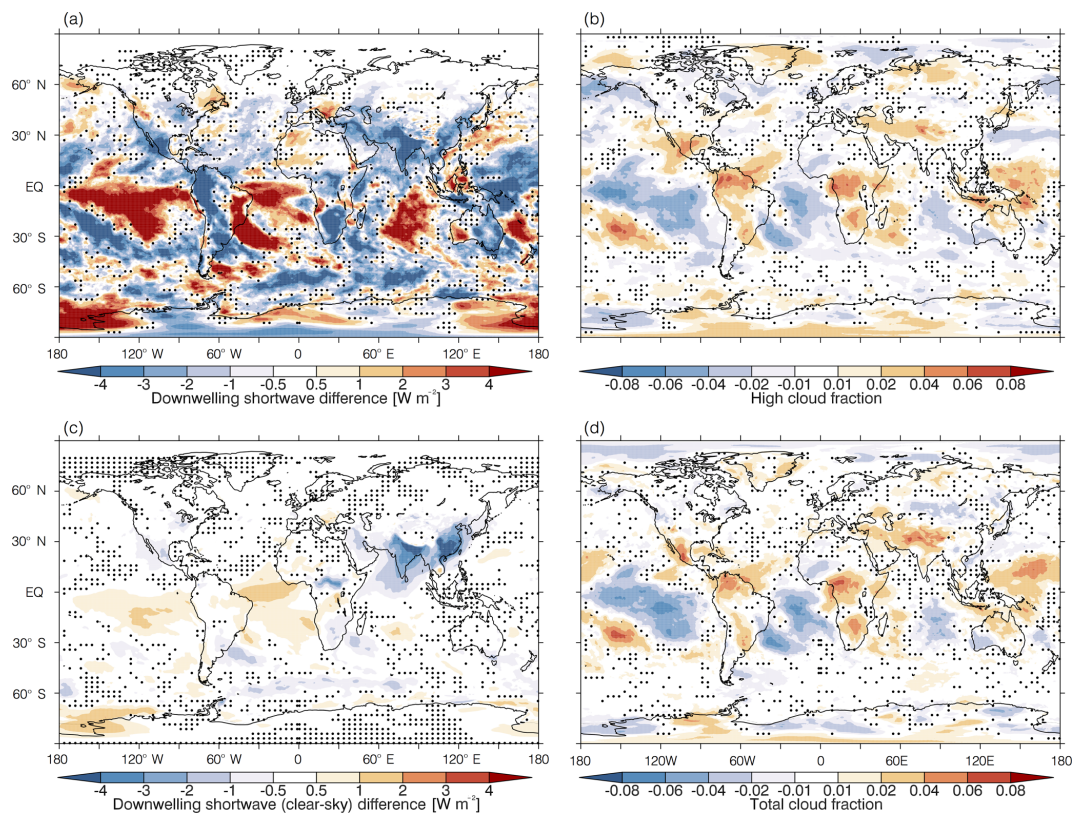 (a)
60° N
30° N
EQ
30° S
60° S
180 120° W 60° W 0 60° E 120° E 180
-4 -3 -2 -1 -0.5 0.5 1 2 3 4
Downwelling shortwave difference [W m⁻²]
(b)
-0.08 -0.06 -0.04 -0.02 -0.01 0.01 0.02 0.04 0.06 0.08
High cloud fraction
(c)
60° N
30° N
EQ
30° S
60° S
180 120° W 60° W 0 60° E 120° E 180
-4 -3 -2 -1 -0.5 0.5 1 2 3 4
Downwelling shortwave (clear-sky) difference [W m⁻²]
(d)
180 120W 60W 0 60E 120E 180
-0.08 -0.06 -0.04 -0.02 -0.01 0.01 0.02 0.04 0.06 0.08
Total cloud fraction